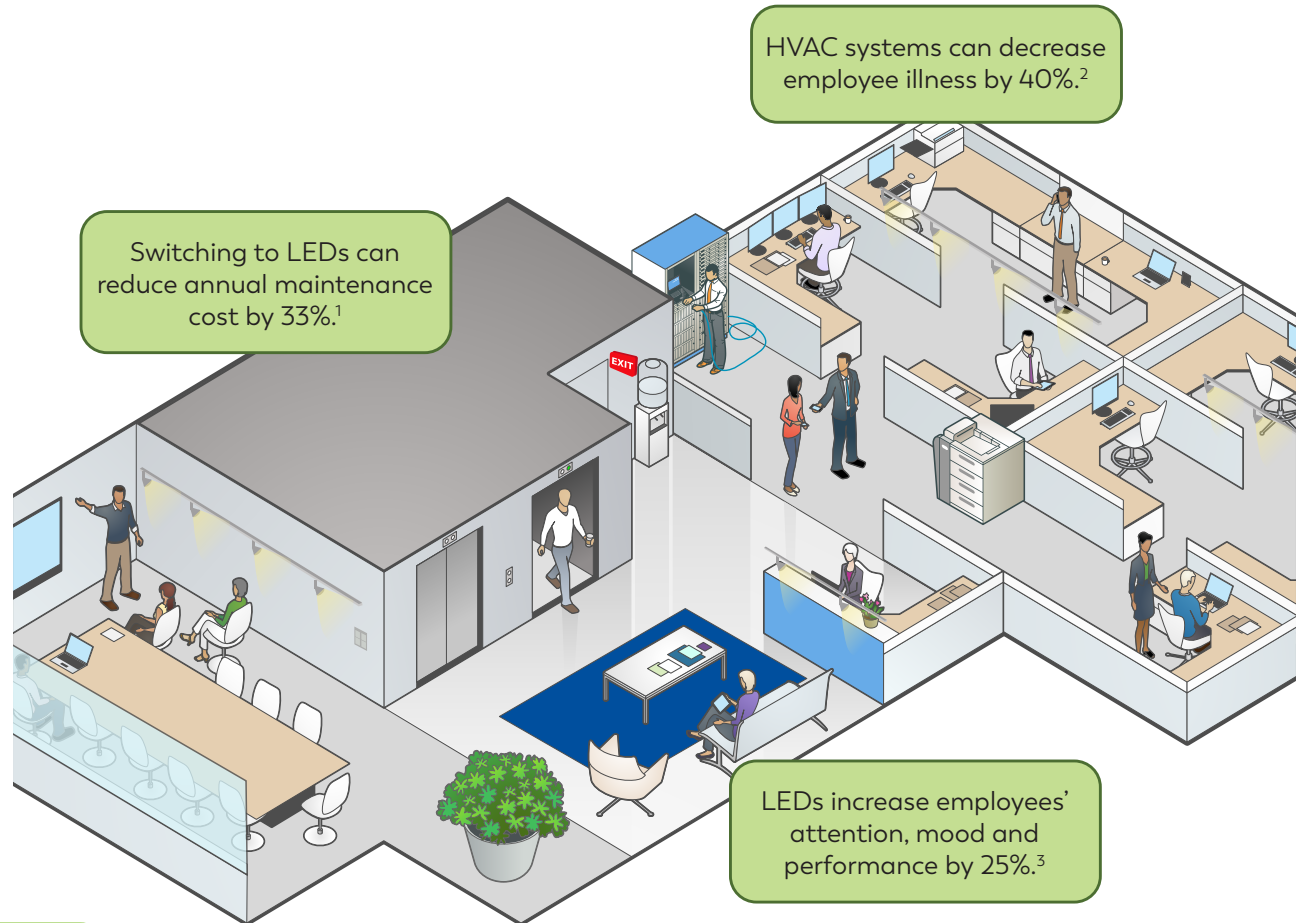 HVAC systems can decrease
employee illness by 40%.²
Switching to LEDs can
reduce annual maintenance
cost by 33%.¹
EXIT
LEDs increase employees’
attention, mood and
performance by 25%.³